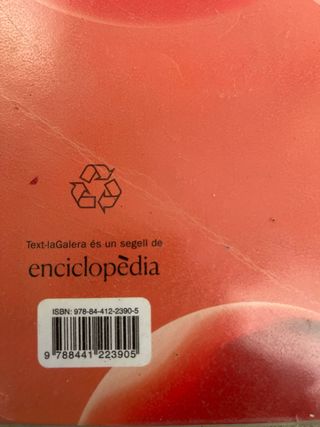 Text-laGalera és un segell de
enciclopèdia
ISBN: 978-84-412-2390-5
9 788441 223905